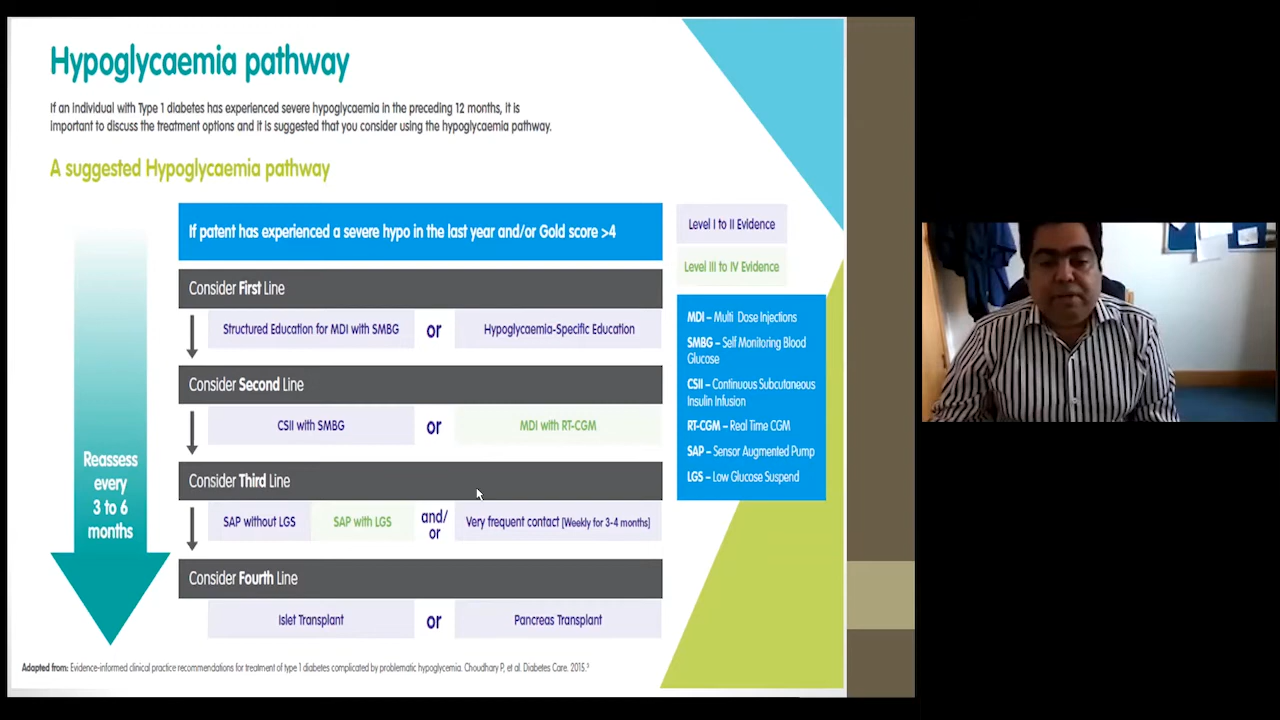 Hypoglycaemia pathway
If an individual with Type 1 diabetes has experienced severe hypoglycaemia in the preceding 12 months, it is
important to discuss the treatment options and it is suggested that you consider using the hypoglycaemia pathway.
A suggested Hypoglycaemia pathway
If patent has experienced a severe hypo in the last year and/or Gold score >4
Consider First Line
Structured Education for MDI with SMBG or Hypoglycaemia-Specific Education
Consider Second Line
CSII with SMBG or MDI with RT-CGM
Consider Third Line
SAP without LGS SAP with LGS and/ or Very frequent contact [Weekly for 3-4 months]
Consider Fourth Line
Islet Transplant or Pancreas Transplant
Reassess
every
3 to 6
months
Level I to II Evidence
Level III to IV Evidence
MDI – Multi Dose Injections
SMBG – Self Monitoring Blood
Glucose
CSII – Continuous Subcutaneous
Insulin Infusion
RT-CGM – Real Time CGM
SAP – Sensor Augmented Pump
LGS – Low Glucose Suspend
Adapted from: Evidence-informed clinical practice recommendations for treatment of type 1 diabetes complicated by problematic hypoglycemia. Choudhary P, et al. Diabetes Care. 2015.